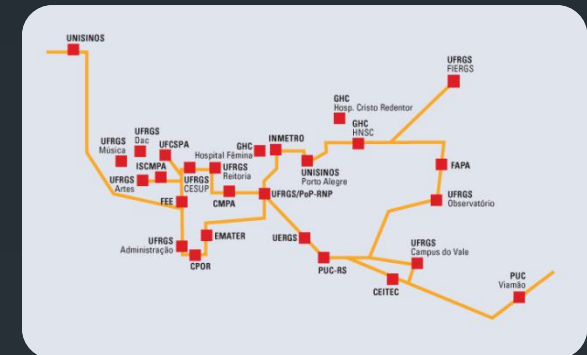 UNISINOS
UFRGS
FIERGS
GHC
Hosp. Cristo Redentor
GHC
HNSC
UFRGS
Dac
UFRGS
Música
UFCSPA
Hospital Fêmina
GHC
INMETRO
ISCMPA
UFRGS
Artes
UFRGS
CESUP
UFRGS
Reitoria
UNISINOS
Porto Alegre
FAPA
FEE
CMPA
UFRGS/PoP-RNP
UFRGS
Observatório
EMATER
UERGS
UFRGS
Administração
CPOR
PUC-RS
UFRGS
Campus do Vale
CEITEC
PUC
Viamão